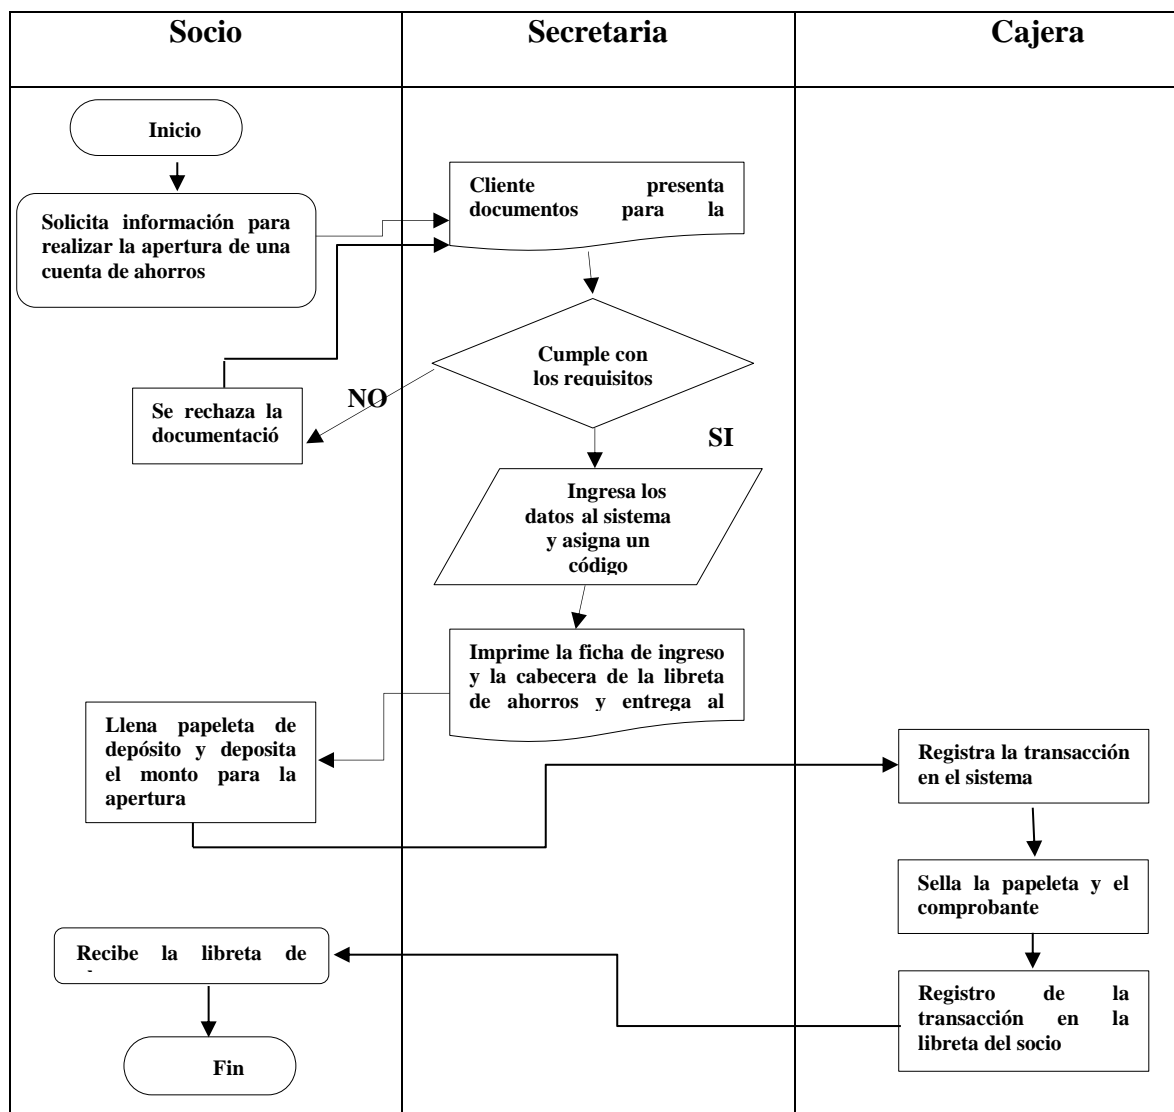 Socio
Secretaria
Cajera
Inicio
Solicita información para
realizar la apertura de una
cuenta de ahorros
Cliente presenta
documentos para la
Cumple con
los requisitos
NO
SI
Se rechaza la
documentació
Ingresa los
datos al sistema
y asigna un
código
Imprime la ficha de ingreso
y la cabecera de la libreta
de ahorros y entrega al
Llena papeleta de
depósito y deposita
el monto para la
apertura
Registra la transacción
en el sistema
Sella la papeleta y el
comprobante
Registro de la
transacción en la
libreta del socio
Recibe la libreta de
Fin